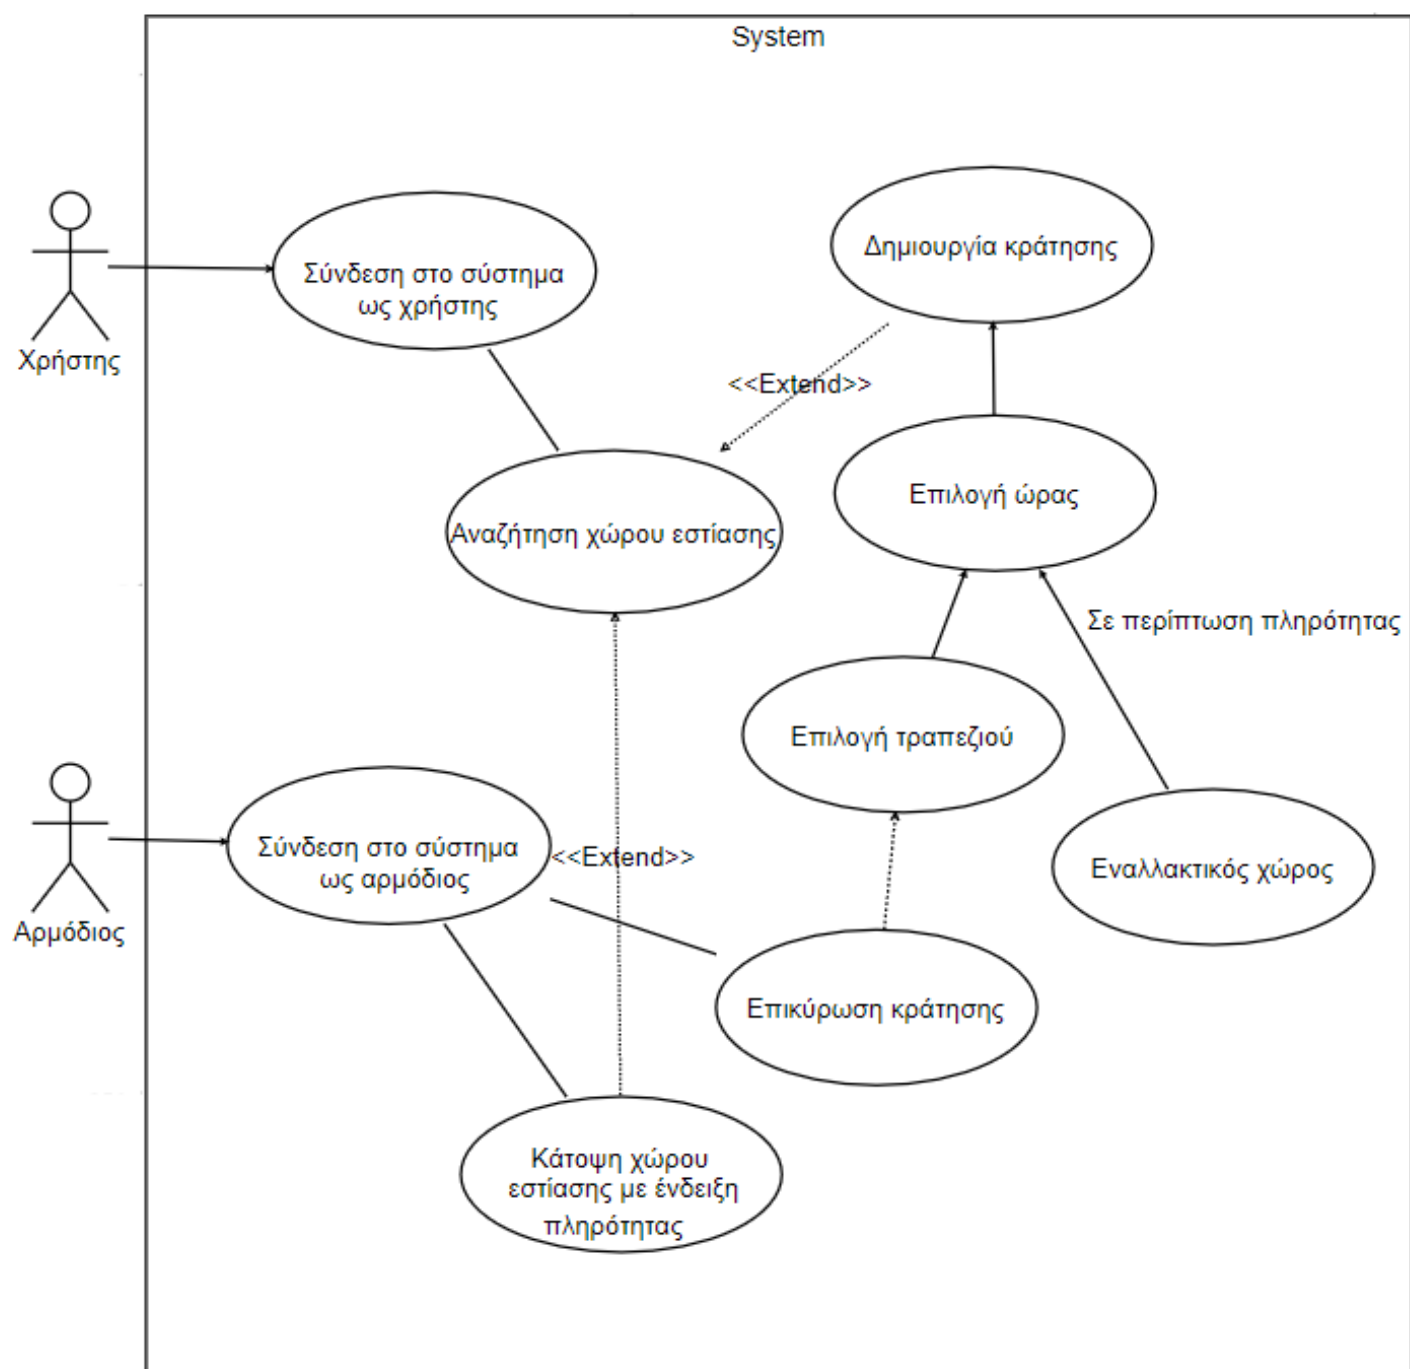 System
Δημιουργία κράτησης
Σύνδεση στο σύστημα
ως χρήστης
Χρήστης
<<Extend>>
Επιλογή ώρας
Αναζήτηση χώρου εστίασης
Σε περίπτωση πληρότητας
Επιλογή τραπεζιού
Σύνδεση στο σύστημα
ως αρμόδιος
<<Extend>>
Εναλλακτικός χώρος
Αρμόδιος
Επικύρωση κράτησης
Κάτοψη χώρου
εστίασης με ένδειξη
πληρότητας